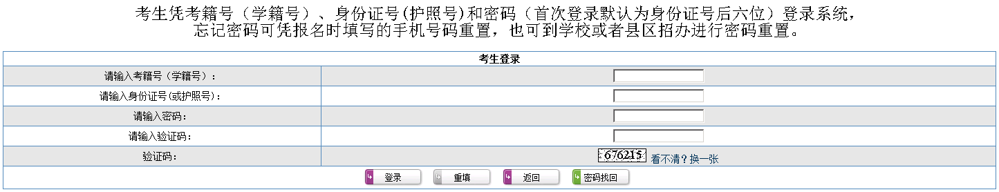 考生凭考籍号（学籍号）、身份证号(护照号)和密码（首次登录默认为身份证号后六位）登录系统，
忘记密码可凭报名时填写的手机号码重置，也可到学校或者县区招办进行密码重置。
考生登录
请输入考籍号（学籍号）：
请输入身份证号(或护照号)：
请输入密码：
请输入验证码：
验证码： 676215 看不清？换一张
登录 重填 返回 密码找回